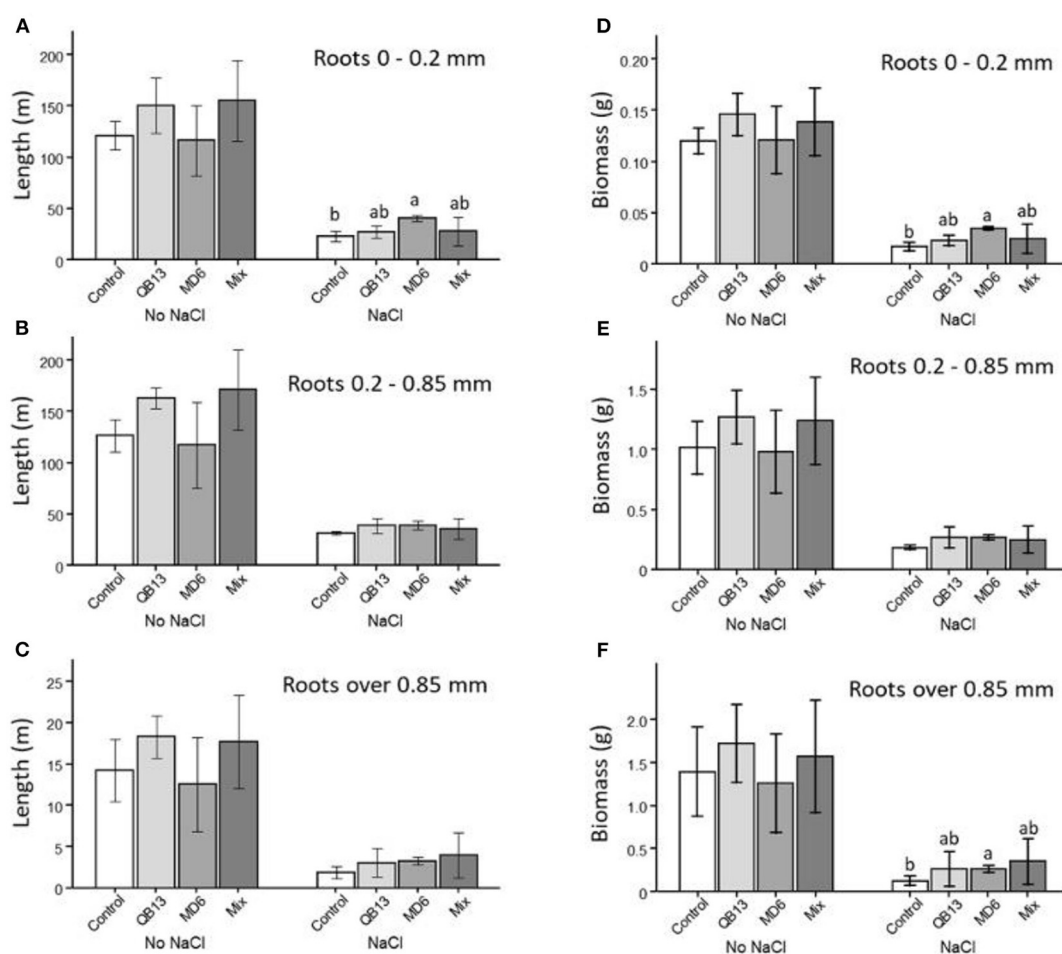 A
Roots 0 - 0.2 mm
Length (m)
200
150
100
50
0
b ab a ab
Control QB13 MD6 Mix Control QB13 MD6 Mix
No NaCl NaCl
B
Roots 0.2 - 0.85 mm
Length (m)
200
150
100
50
0
Control QB13 MD6 Mix Control QB13 MD6 Mix
No NaCl NaCl
C
Roots over 0.85 mm
Length (m)
25
20
15
10
5
0
Control QB13 MD6 Mix Control QB13 MD6 Mix
No NaCl NaCl
D
Roots 0 - 0.2 mm
Biomass (g)
0.20
0.15
0.10
0.05
0
b ab a ab
Control QB13 MD6 Mix Control QB13 MD6 Mix
No NaCl NaCl
E
Roots 0.2 - 0.85 mm
Biomass (g)
1.5
1.0
0.5
0
Control QB13 MD6 Mix Control QB13 MD6 Mix
No NaCl NaCl
F
Roots over 0.85 mm
Biomass (g)
2.0
1.5
1.0
0.5
0
b ab a ab
Control QB13 MD6 Mix Control QB13 MD6 Mix
No NaCl NaCl